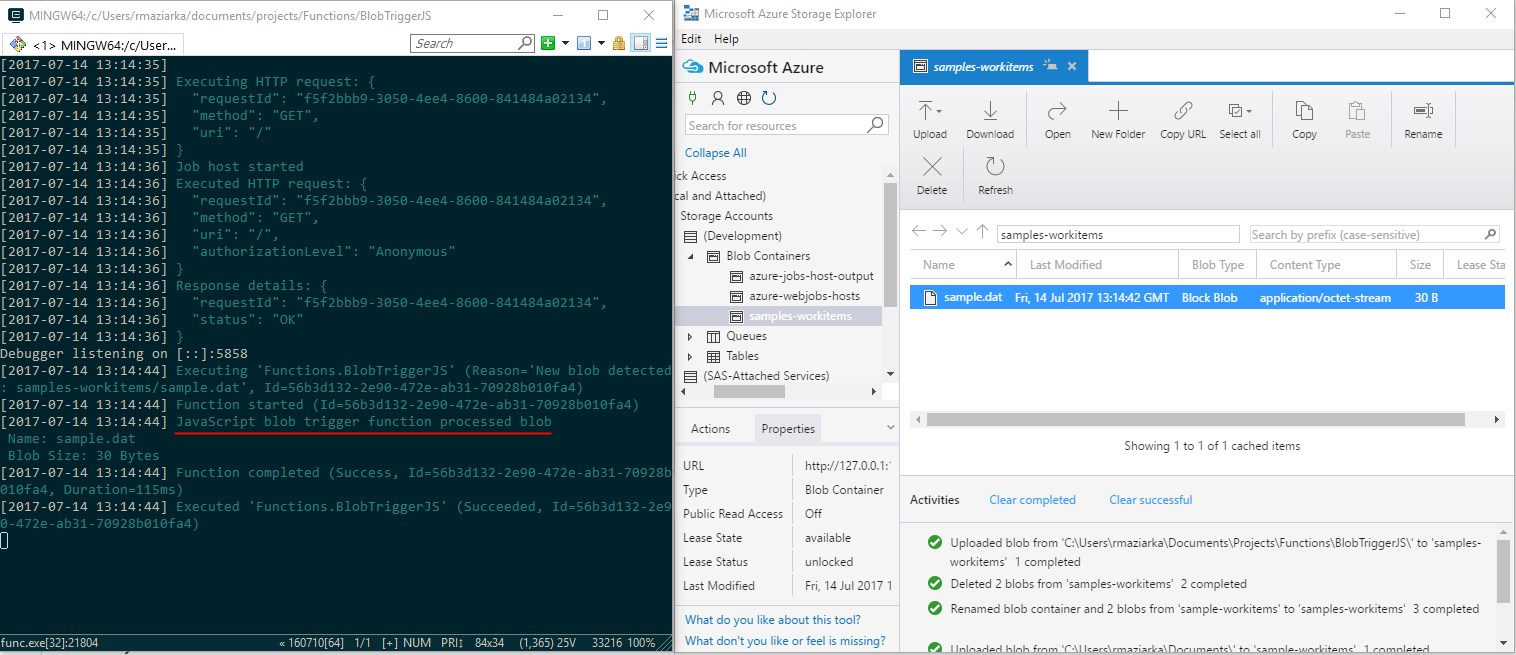 MINGW64:/c/Users/rmaziarka/documents/projects/Functions/BlobTriggerJS
<1> MINGW64:/c/User...
Search
[2017-07-14 13:14:35]
[2017-07-14 13:14:35] Executing HTTP request: {
[2017-07-14 13:14:35]   "requestId": "f5f2bbb9-3050-4ee4-8600-841484a02134",
[2017-07-14 13:14:35]   "method": "GET",
[2017-07-14 13:14:35]   "uri": "/"
[2017-07-14 13:14:35] }
[2017-07-14 13:14:36] Job host started
[2017-07-14 13:14:36] Executed HTTP request: {
[2017-07-14 13:14:36]   "requestId": "f5f2bbb9-3050-4ee4-8600-841484a02134",
[2017-07-14 13:14:36]   "method": "GET",
[2017-07-14 13:14:36]   "uri": "/",
[2017-07-14 13:14:36]   "authorizationLevel": "Anonymous"
[2017-07-14 13:14:36] }
[2017-07-14 13:14:36] Response details: {
[2017-07-14 13:14:36]   "requestId": "f5f2bbb9-3050-4ee4-8600-841484a02134",
[2017-07-14 13:14:36]   "status": "OK"
[2017-07-14 13:14:36] }
Debugger listening on [::]:5858
[2017-07-14 13:14:44] Executing 'Functions.BlobTriggerJS' (Reason='New blob detected
: samples-workitems/sample.dat', Id=56b3d132-2e90-472e-ab31-70928b010fa4)
[2017-07-14 13:14:44] Function started (Id=56b3d132-2e90-472e-ab31-70928b010fa4)
[2017-07-14 13:14:44] JavaScript blob trigger function processed blob
Name: sample.dat
Blob Size: 30 Bytes
[2017-07-14 13:14:44] Function completed (Success, Id=56b3d132-2e90-472e-ab31-70928b
010fa4, Duration=115ms)
[2017-07-14 13:14:44] Executed 'Functions.BlobTriggerJS' (Succeeded, Id=56b3d132-2e9
0-472e-ab31-70928b010fa4)
func.exe[32]:21804 « 160710[64] 1/1 [+] NUM PRI↕ 84x34 (1,365) 25V 33216 100%
Microsoft Azure Storage Explorer
Edit Help
Microsoft Azure
Search for resources
Collapse All
ick Access
cal and Attached)
Storage Accounts
(Development)
Blob Containers
azure-jobs-host-output
azure-webjobs-hosts
samples-workitems
Queues
Tables
(SAS-Attached Services)
Actions Properties
URL http://127.0.0.1:
Type Blob Container
Public Read Access Off
Lease State available
Lease Status unlocked
Last Modified Fri, 14 Jul 2017 1
What do you like about this tool?
What don't you like or feel is missing?
samples-workitems
Upload Download Open New Folder Copy URL Select all Copy Paste Rename
Delete Refresh
samples-workitems Search by prefix (case-sensitive)
Name Last Modified Blob Type Content Type Size Lease Sta
sample.dat Fri, 14 Jul 2017 13:14:42 GMT Block Blob application/octet-stream 30 B
Showing 1 to 1 of 1 cached items
Activities Clear completed Clear successful
Uploaded blob from 'C:\Users\rmaziarka\Documents\Projects\Functions\BlobTriggerJS\' to 'samples-
workitems' 1 completed
Deleted 2 blobs from 'samples-workitems' 2 completed
Renamed blob container and 2 blobs from 'sample-workitems' to 'samples-workitems' 3 completed
Uploaded blobs from 'C:\Users\rmaziarka\Documents\' to 'sample-workitems' 1 completed